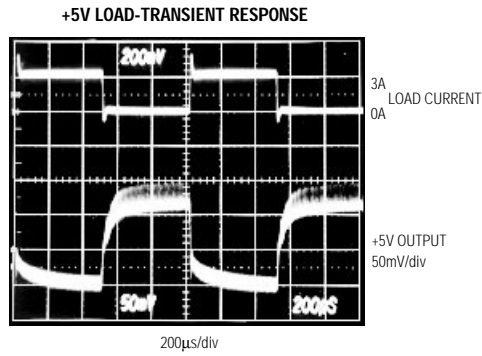 +5V LOAD-TRANSIENT RESPONSE
200mV
3A
LOAD CURRENT
0A
+5V OUTPUT
50mV/div
50mV
200µS
200µs/div